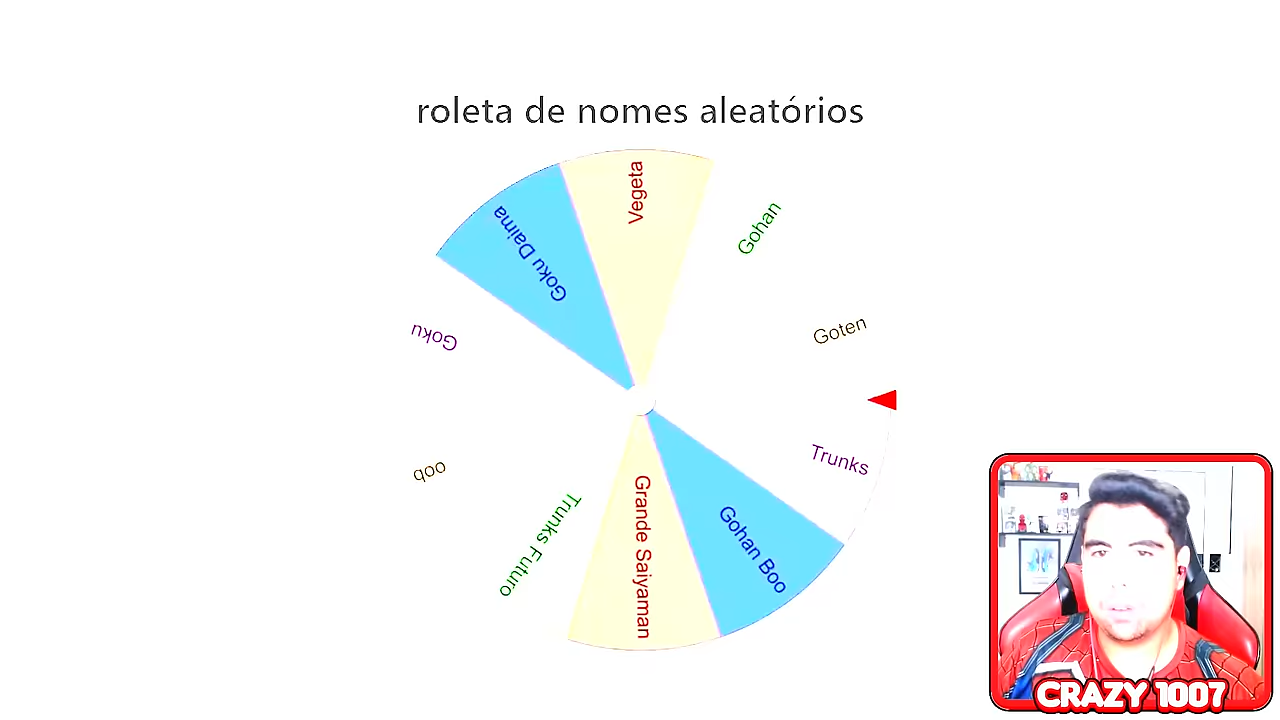 roleta de nomes aleatórios
Vegeta
Gohan
Goten
Trunks
Gohan Boo
Grande Saiyaman
Trunks Futuro
oob
Goku
Goku Daima
CRAZY 1007